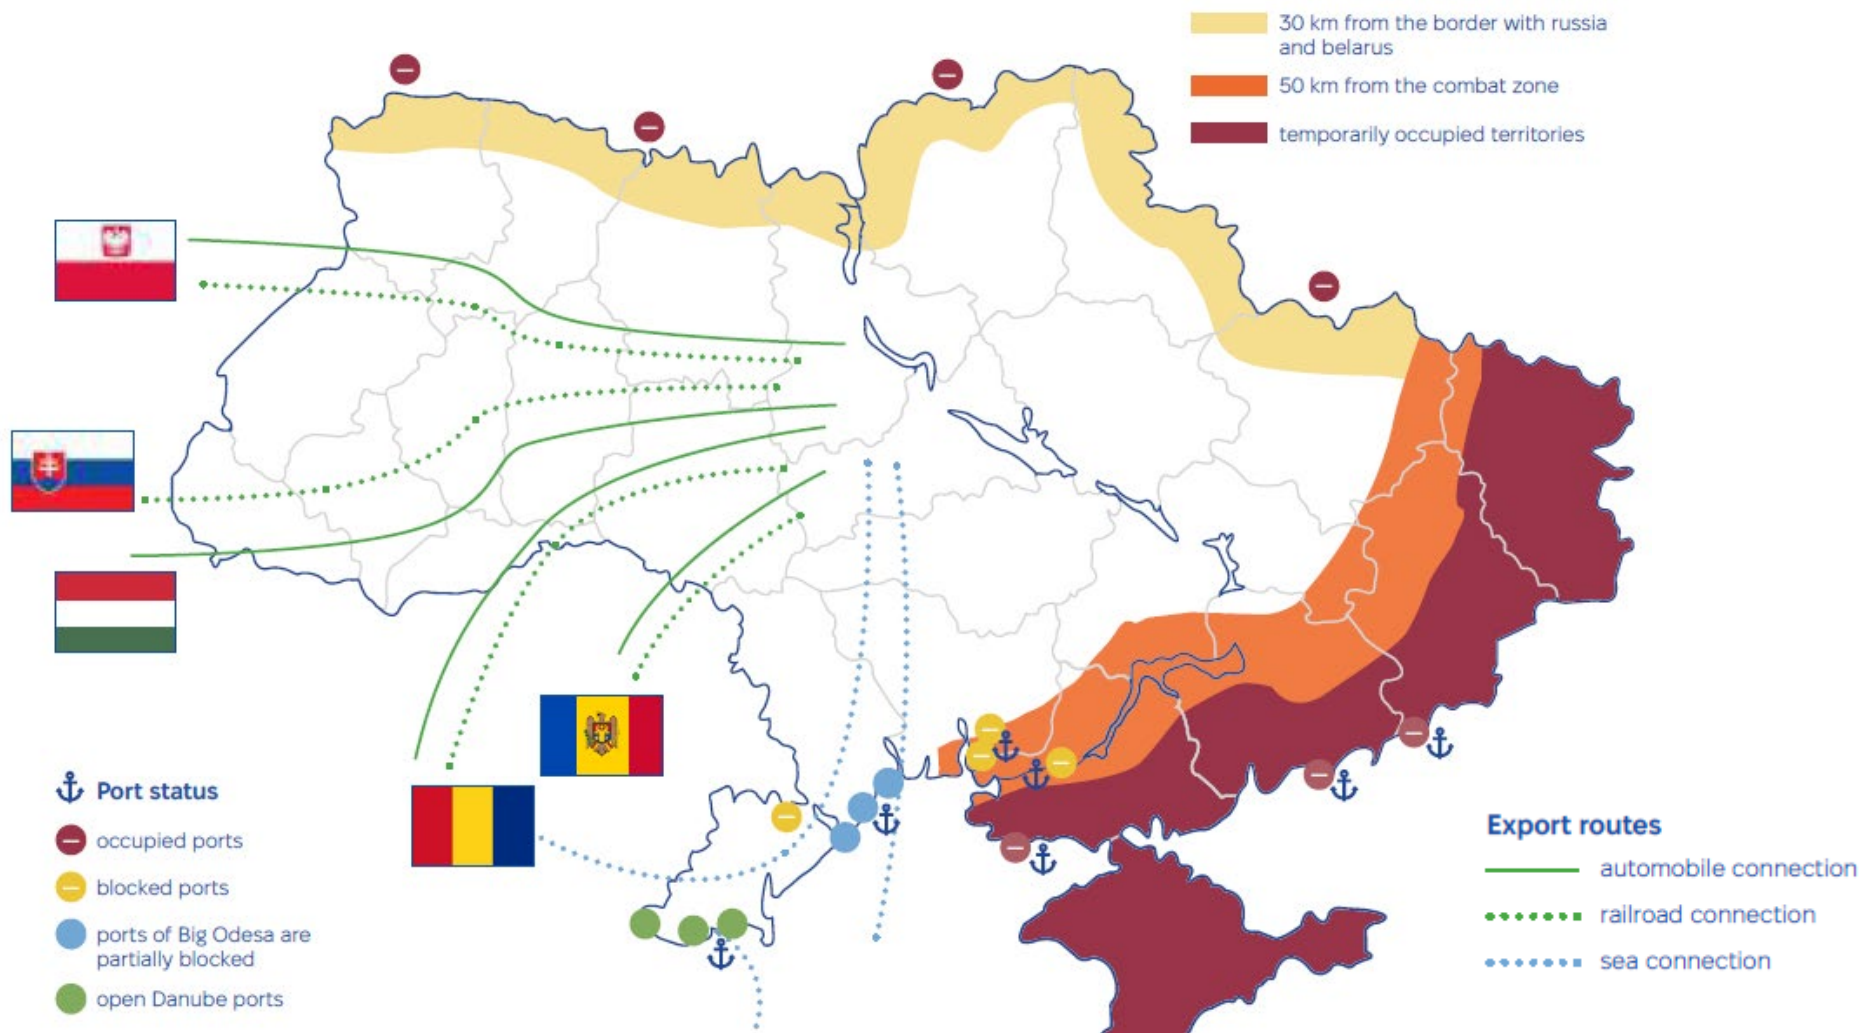 30 km from the border with russia
and belarus
50 km from the combat zone
temporarily occupied territories
Port status
occupied ports
blocked ports
ports of Big Odesa are
partially blocked
open Danube ports
Export routes
automobile connection
railroad connection
sea connection